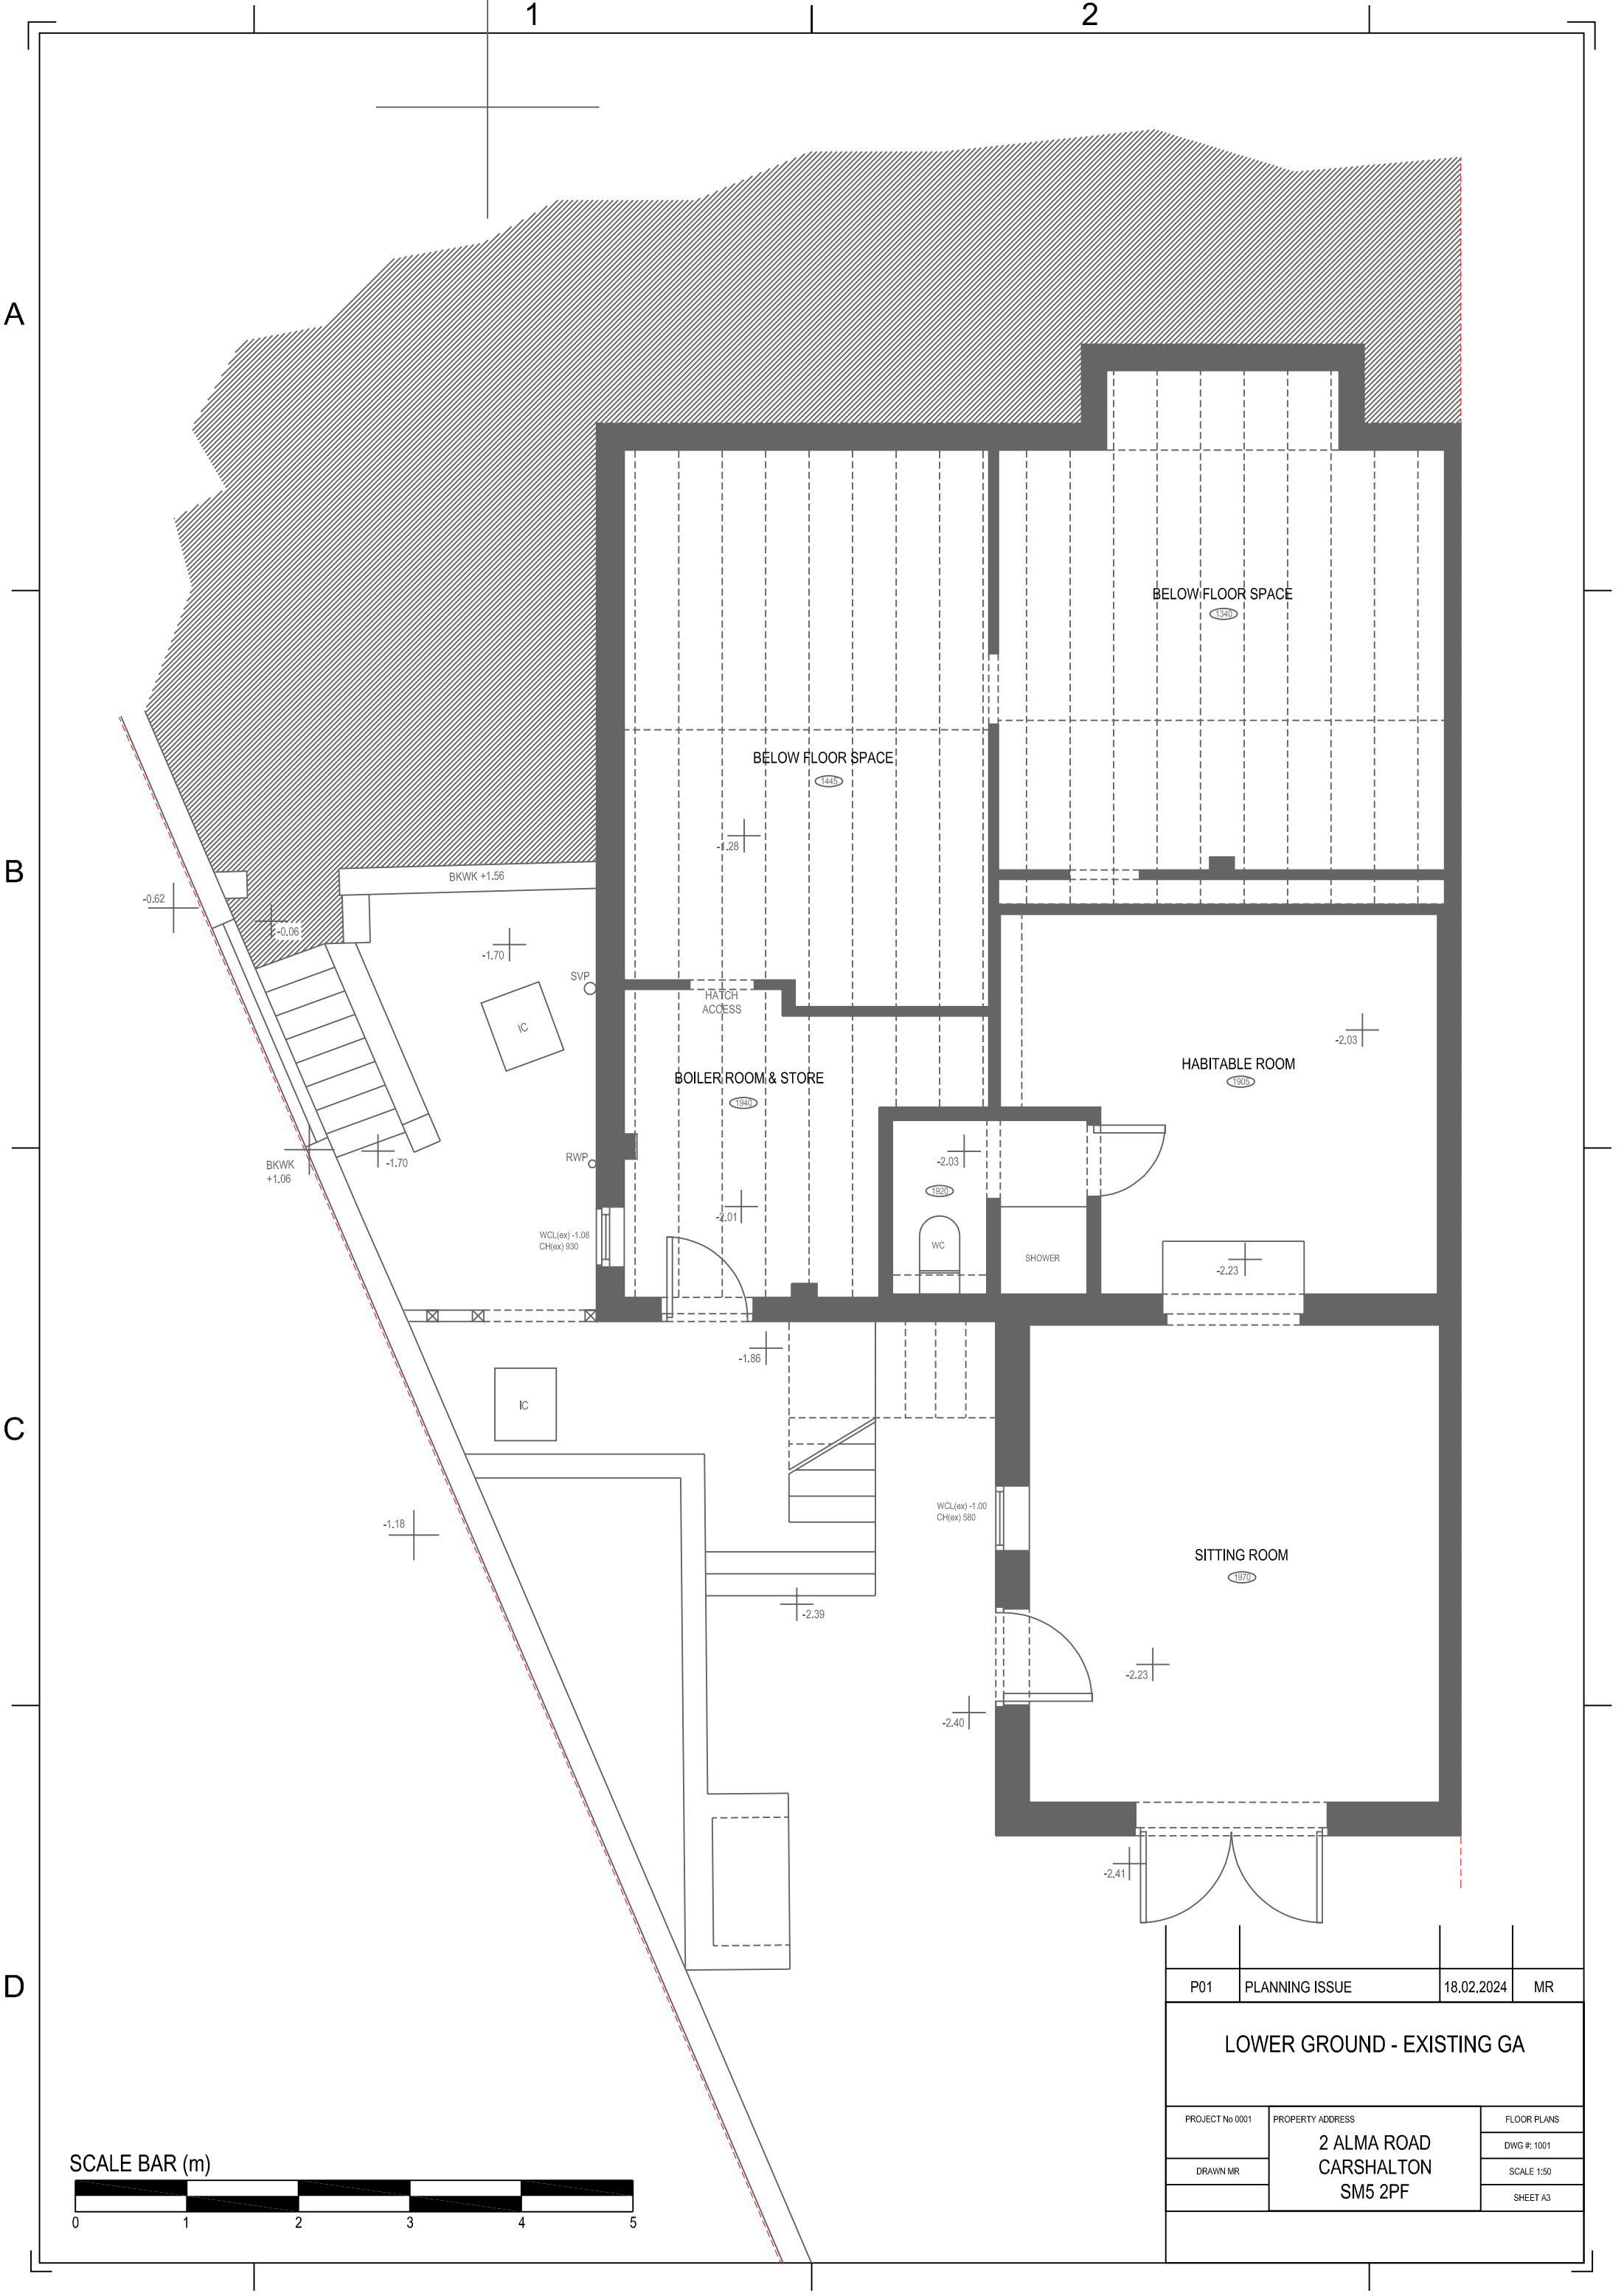 1
2
A
B
C
D
BELOW FLOOR SPACE
1340
BELOW FLOOR SPACE
1445
-1.28
BKWK +1.56
-0.62
-0.06
-1.70
SVP
IC
HATCH
ACCESS
-2.03
HABITABLE ROOM
1905
BOILER ROOM & STORE
1940
BKWK
+1.06
-1.70
RWP
-2.03
1920
-2.01
WCL(ex) -1.08
CH(ex) 930
WC
SHOWER
-2.23
-1.86
IC
WCL(ex) -1.00
CH(ex) 580
-1.18
SITTING ROOM
1970
-2.39
-2.23
-2.40
-2.41
P01 PLANNING ISSUE 18.02.2024 MR
LOWER GROUND - EXISTING GA
PROJECT No 0001
PROPERTY ADDRESS
2 ALMA ROAD
CARSHALTON
SM5 2PF
FLOOR PLANS
DWG #: 1001
DRAWN MR
SCALE 1:50
SHEET A3
SCALE BAR (m)
0 1 2 3 4 5